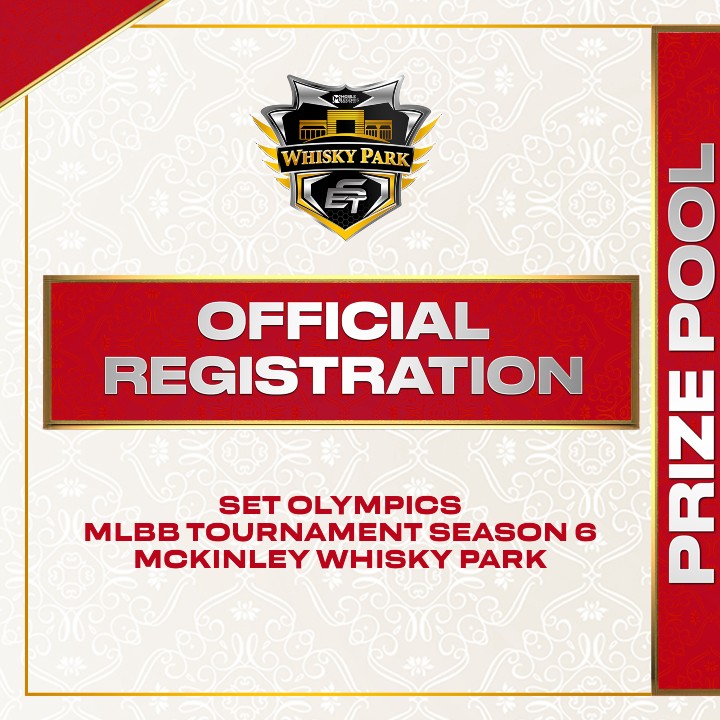 WHISKY PARK
SET
OFFICIAL
REGISTRATION
SET OLYMPICS
MLBB TOURNAMENT SEASON 6
MCKINLEY WHISKY PARK
PRIZE POOL